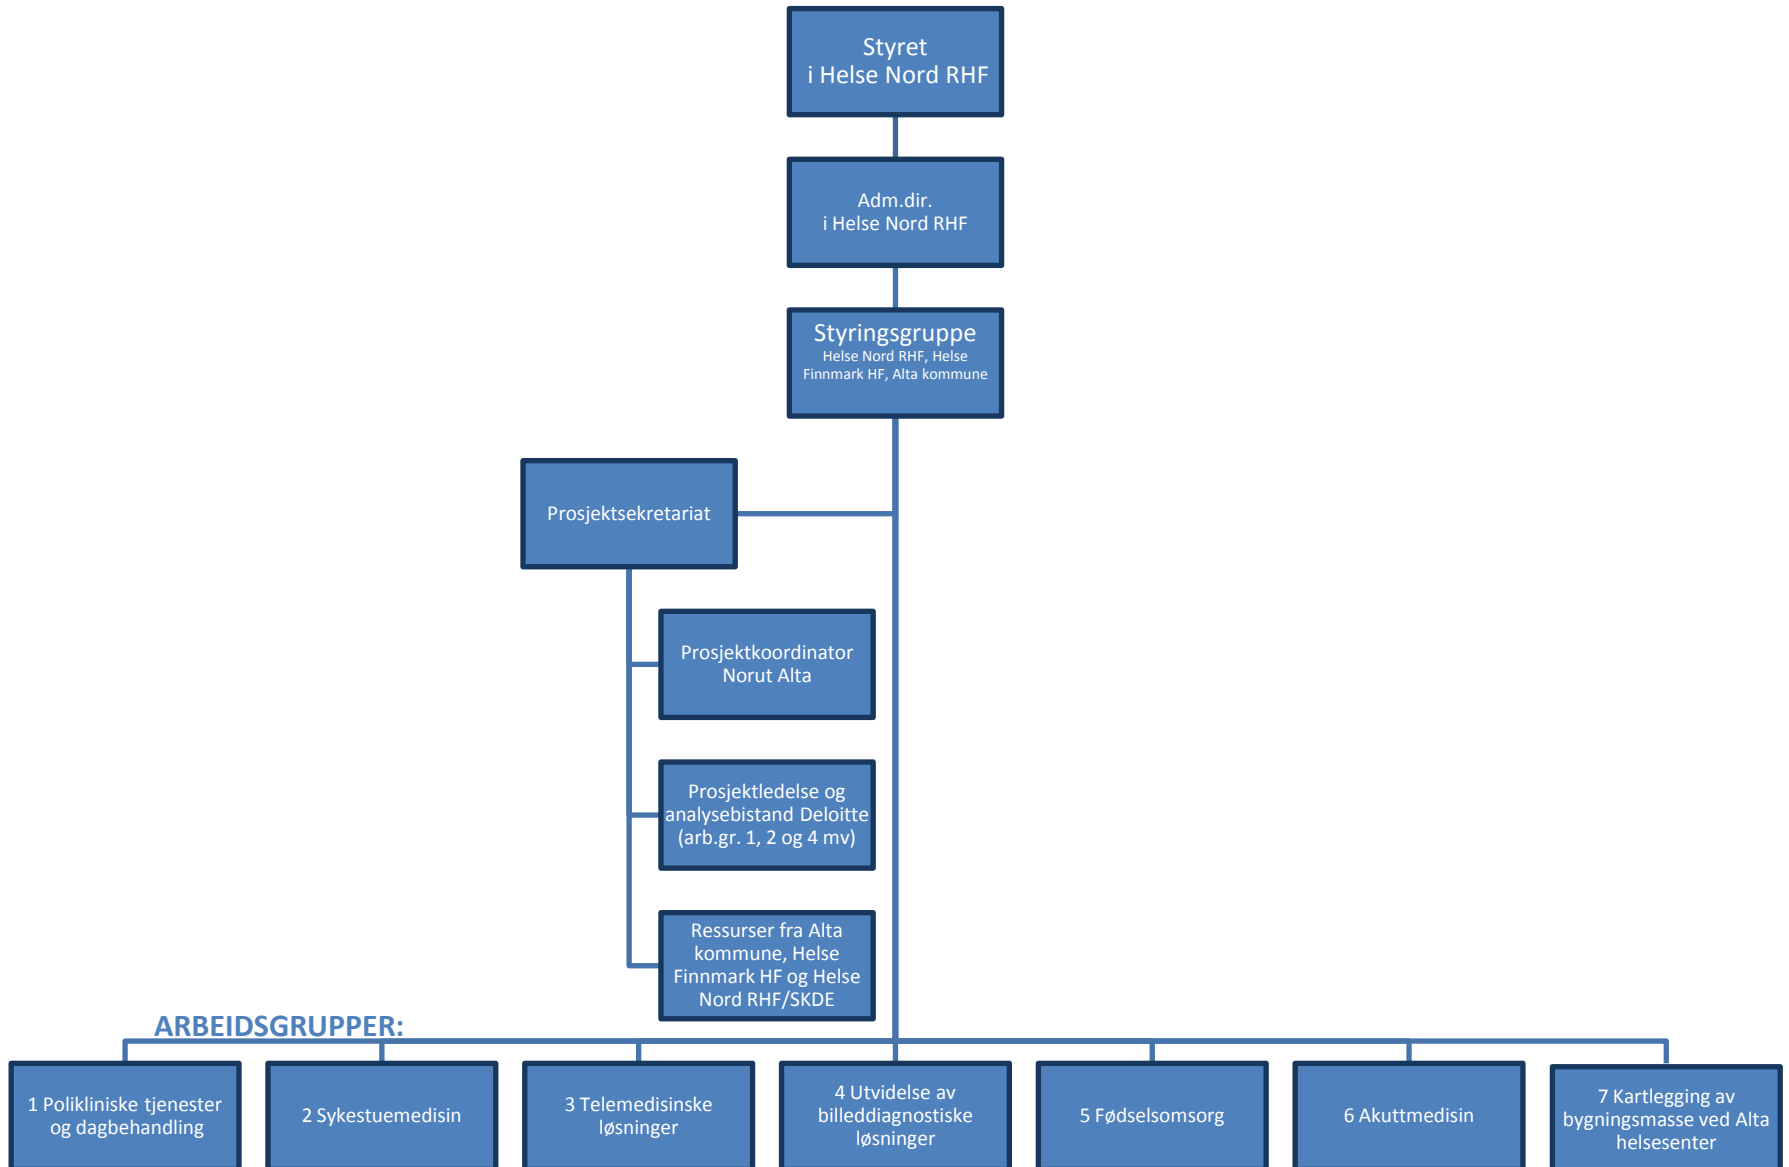 Styret
i Helse Nord RHF
Adm.dir.
i Helse Nord RHF
Styringsgruppe
Helse Nord RHF, Helse
Finnmark HF, Alta kommune
Prosjektsekretariat
Prosjektkoordinator
Norut Alta
Prosjektledelse og
analysebistand Deloitte
(arb.gr. 1, 2 og 4 mv)
Ressurser fra Alta
kommune, Helse
Finnmark HF og Helse
Nord RHF/SKDE
ARBEIDSGRUPPER:
1 Polikliniske tjenester
og dagbehandling
2 Sykestuemedisin
3 Telemedisinske
løsninger
4 Utvidelse av
billeddiagnostiske
løsninger
5 Fødselsomsorg
6 Akuttmedisin
7 Kartlegging av
bygningsmasse ved Alta
helsesenter